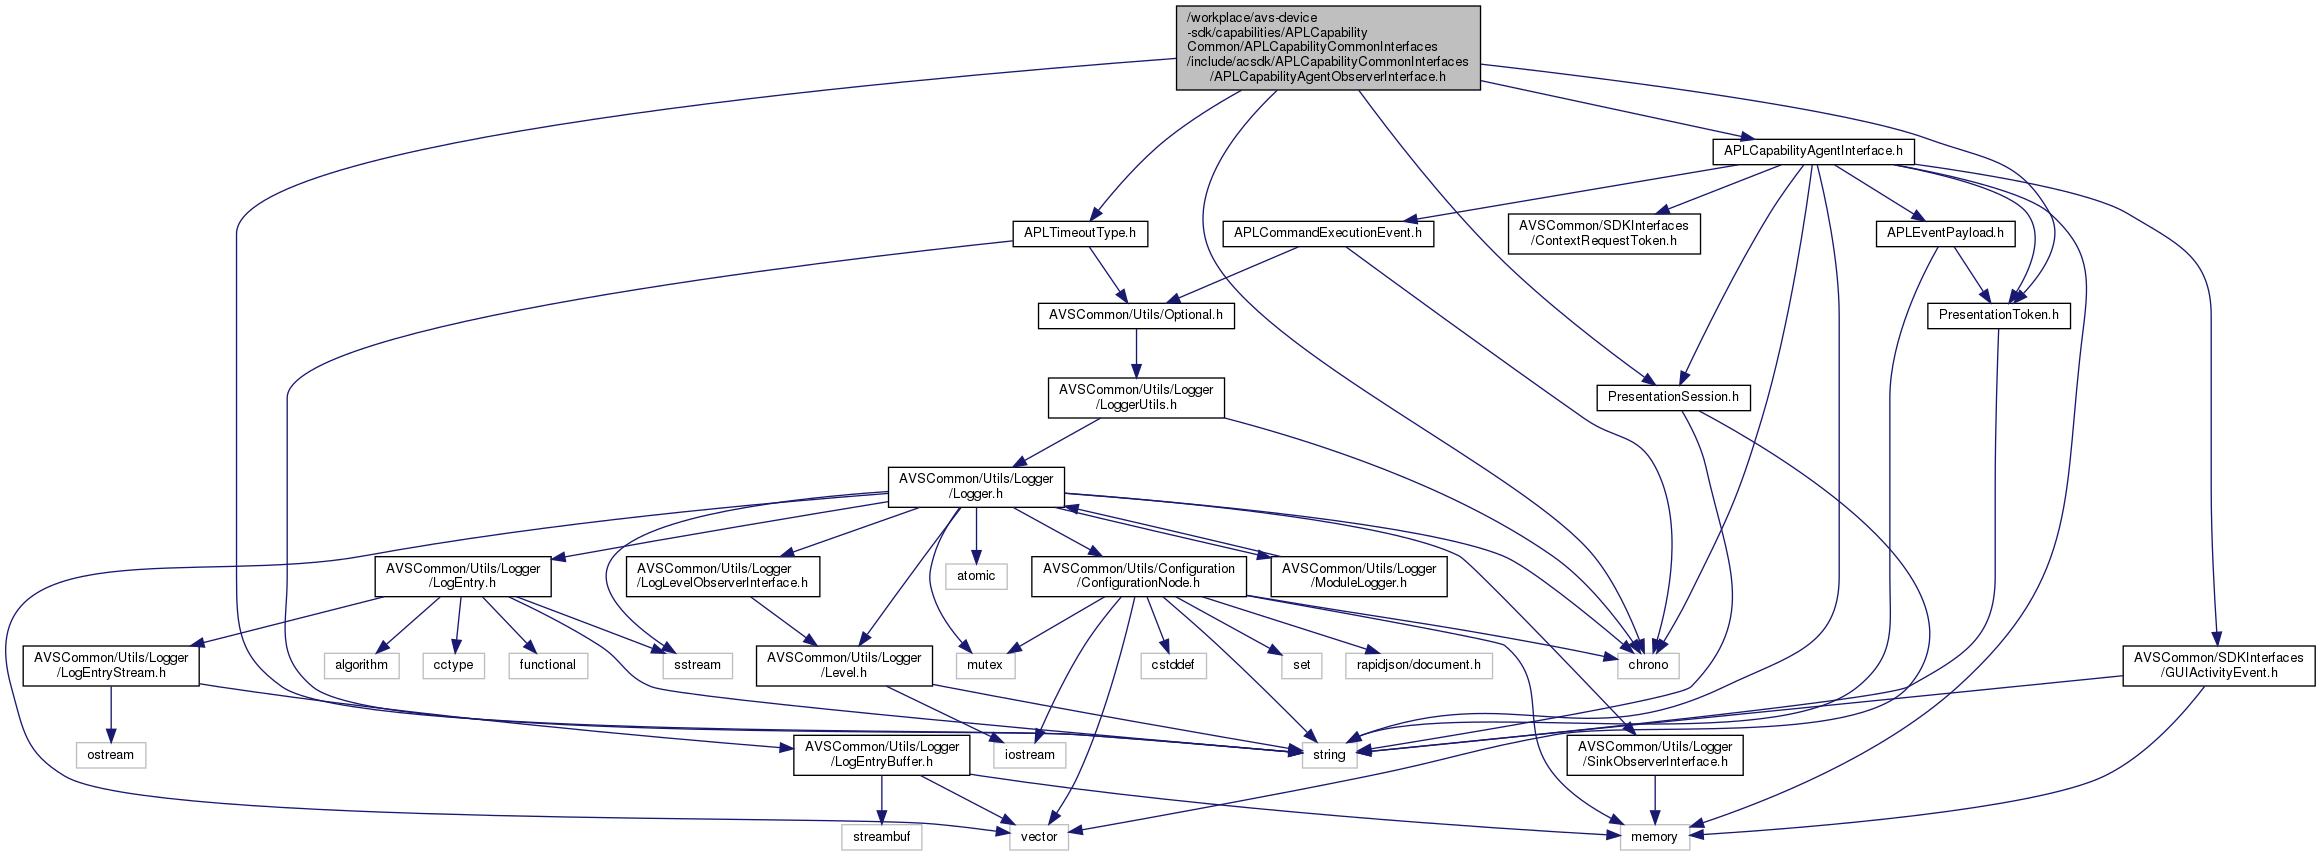 /workplace/avs-device
-sdk/capabilities/APLCapability
Common/APLCapabilityCommonInterfaces
/include/acsdk/APLCapabilityCommonInterfaces
/APLCapabilityAgentObserverInterface.h
APLCapabilityAgentInterface.h
APLTimeoutType.h
APLCommandExecutionEvent.h
AVSCommon/SDKInterfaces
/ContextRequestToken.h
APLEventPayload.h
AVSCommon/Utils/Optional.h
PresentationToken.h
AVSCommon/Utils/Logger
/LoggerUtils.h
PresentationSession.h
AVSCommon/Utils/Logger
/Logger.h
AVSCommon/Utils/Logger
/LogEntry.h
AVSCommon/Utils/Logger
/LogLevelObserverInterface.h
atomic
AVSCommon/Utils/Configuration
/ConfigurationNode.h
AVSCommon/Utils/Logger
/ModuleLogger.h
AVSCommon/Utils/Logger
/LogEntryStream.h
algorithm
cctype
functional
sstream
AVSCommon/Utils/Logger
/Level.h
mutex
cstddef
set
rapidjson/document.h
chrono
AVSCommon/SDKInterfaces
/GUIActivityEvent.h
ostream
AVSCommon/Utils/Logger
/LogEntryBuffer.h
iostream
string
AVSCommon/Utils/Logger
/SinkObserverInterface.h
streambuf
vector
memory